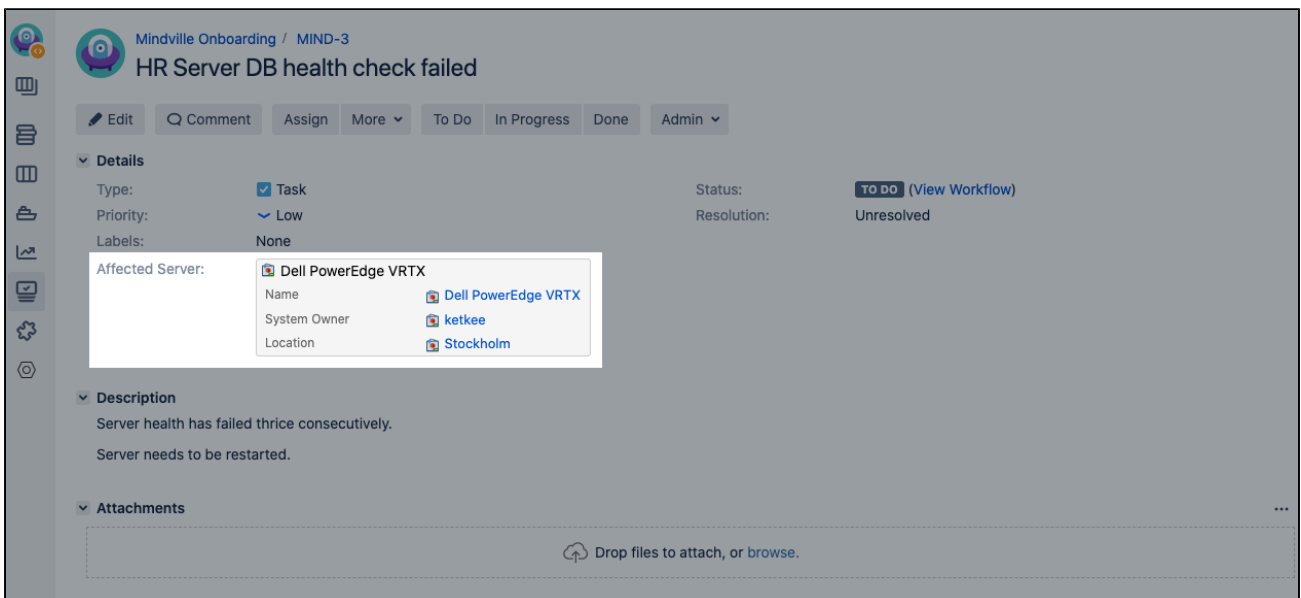 Mindville Onboarding / MIND-3
HR Server DB health check failed
Edit Comment Assign More To Do In Progress Done Admin
Details
Type: Task Status: TO DO (View Workflow)
Priority: Low Resolution: Unresolved
Labels: None
Affected Server: Dell PowerEdge VRTX
Name Dell PowerEdge VRTX
System Owner ketkee
Location Stockholm
Description
Server health has failed thrice consecutively.
Server needs to be restarted.
Attachments ...
Drop files to attach, or browse.